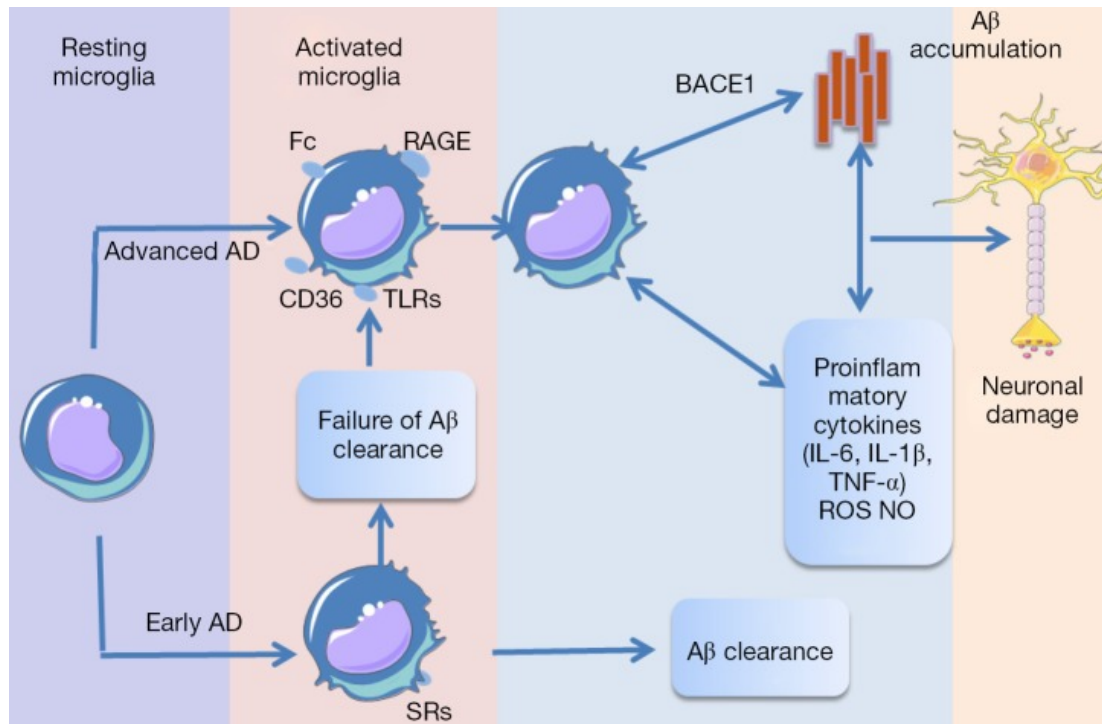 Resting
microglia
Activated
microglia
Aβ
accumulation
BACE1
Fc
RAGE
Advanced AD
CD36
TLRs
Failure of Aβ
clearance
Proinflam
matory
cytokines
(IL-6, IL-1β,
TNF-α)
ROS NO
Neuronal
damage
Early AD
SRs
Aβ clearance